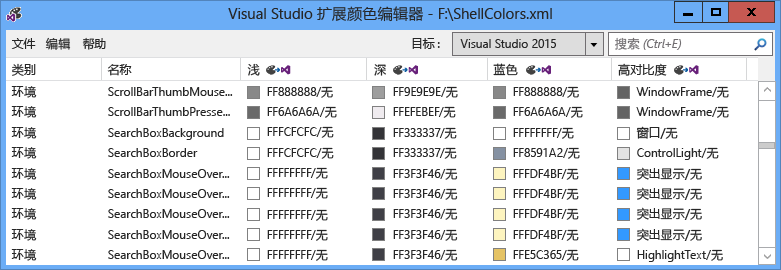 Visual Studio 扩展颜色编辑器 - F:\ShellColors.xml
文件 编辑 帮助 目标: Visual Studio 2015 搜索 (Ctrl+E)
类别 名称 浅 深 蓝色 高对比度
环境 ScrollBarThumbMouse... FF888888/无 FF9E9E9E/无 FF888888/无 WindowFrame/无
环境 ScrollBarThumbPresse... FF6A6A6A/无 FFEFEBEF/无 FF6A6A6A/无 WindowFrame/无
环境 SearchBoxBackground FFFCFCFC/无 FF333337/无 FFFFFFFF/无 窗口/无
环境 SearchBoxBorder FFFCFCFC/无 FF333337/无 FF8591A2/无 ControlLight/无
环境 SearchBoxMouseOver... FFFFFFFF/无 FF3F3F46/无 FFFDF4BF/无 突出显示/无
环境 SearchBoxMouseOver... FFFFFFFF/无 FF3F3F46/无 FFFDF4BF/无 突出显示/无
环境 SearchBoxMouseOver... FFFFFFFF/无 FF3F3F46/无 FFFDF4BF/无 突出显示/无
环境 SearchBoxMouseOver... FFFFFFFF/无 FF3F3F46/无 FFFDF4BF/无 突出显示/无
环境 SearchBoxMouseOver... FFFFFFFF/无 FF3F3F46/无 FFE5C365/无 HighlightText/无